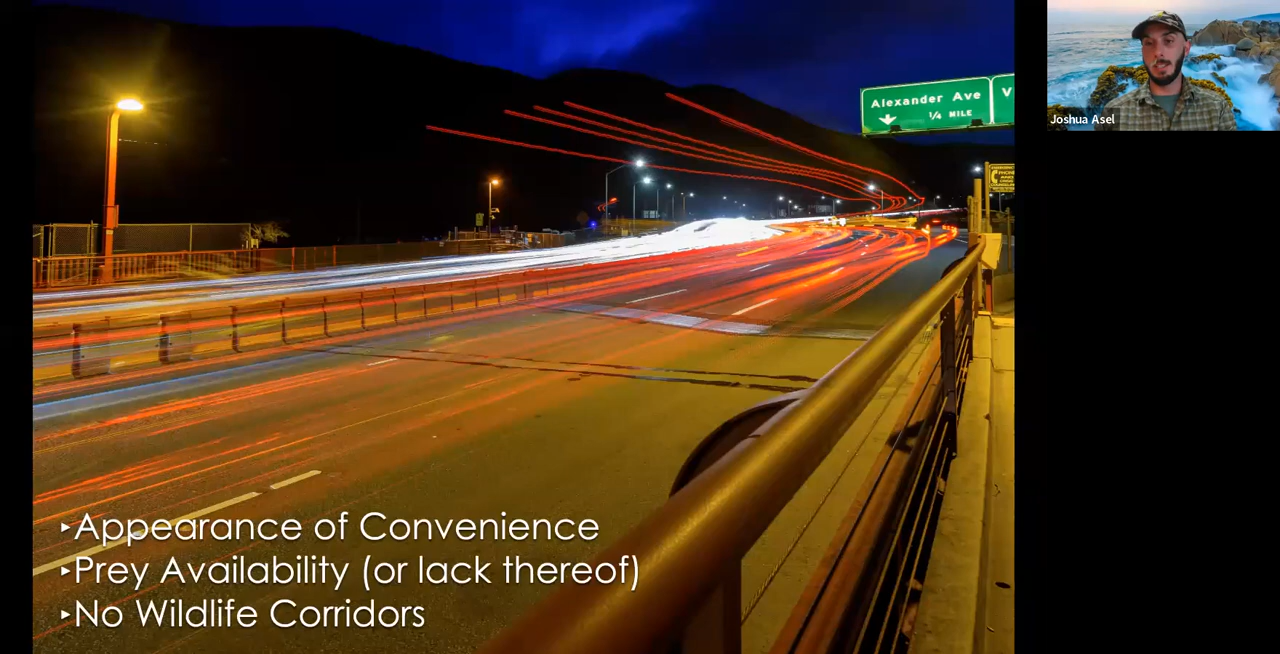 Alexander Ave
1/4 MILE
V
Joshua Asel
▸Appearance of Convenience
▸Prey Availability (or lack thereof)
▸No Wildlife Corridors